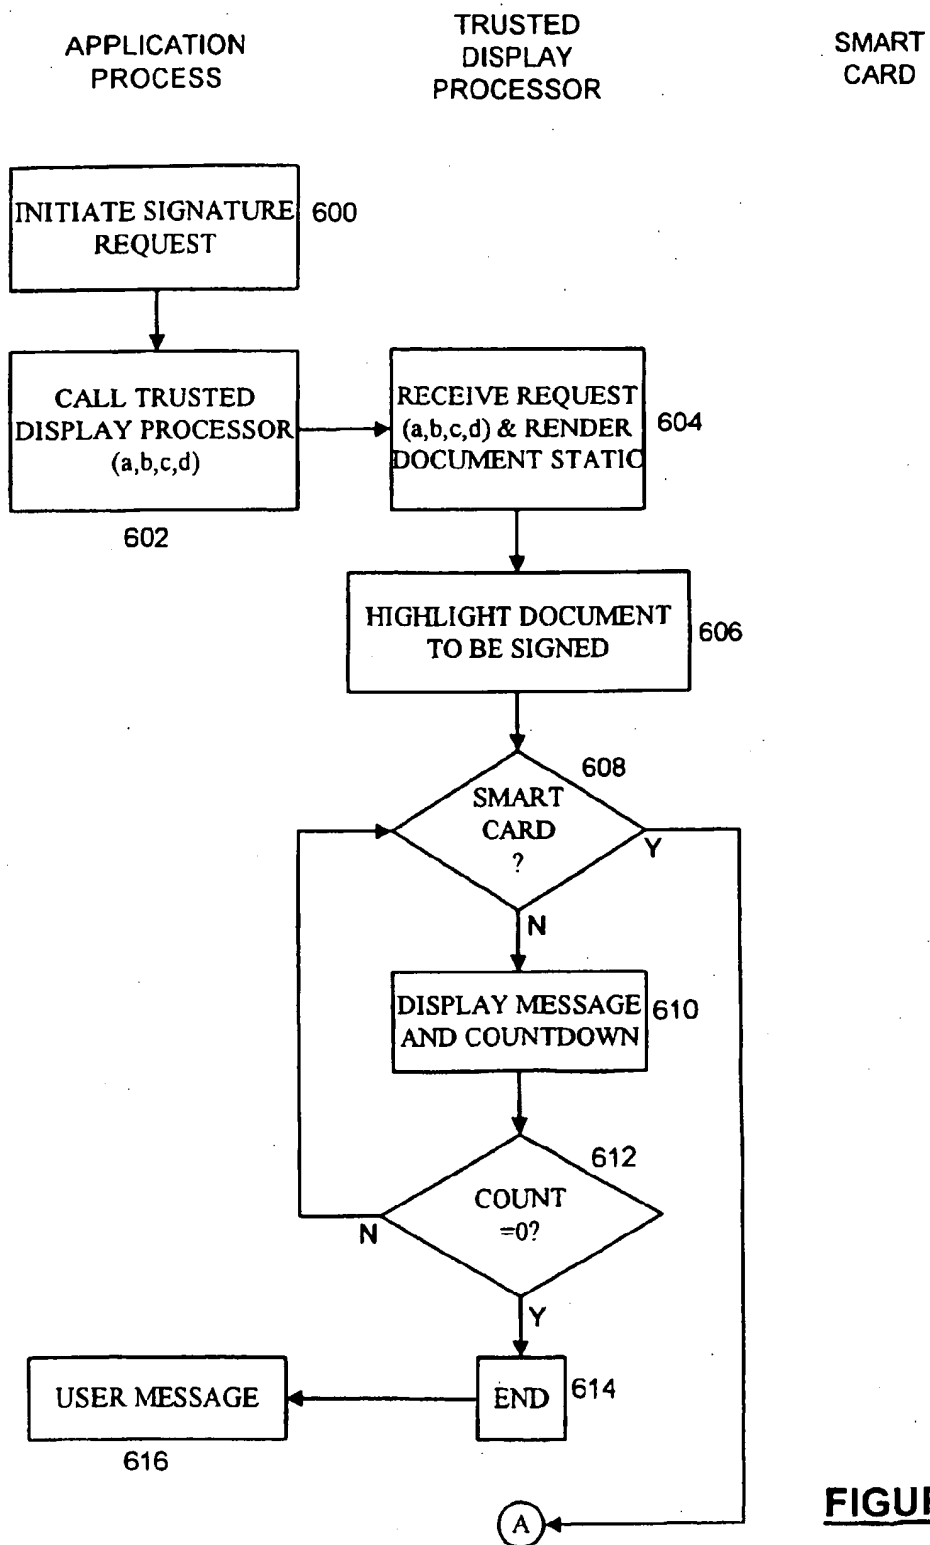 APPLICATION
PROCESS
TRUSTED
DISPLAY
PROCESSOR
SMART
CARD
INITIATE SIGNATURE
REQUEST
600
CALL TRUSTED
DISPLAY PROCESSOR
(a,b,c,d)
602
RECEIVE REQUEST
(a,b,c,d) & RENDER
DOCUMENT STATIC
604
HIGHLIGHT DOCUMENT
TO BE SIGNED
606
608
SMART
CARD
?
Y
N
DISPLAY MESSAGE
AND COUNTDOWN
610
612
COUNT
=0?
N
Y
END
614
USER MESSAGE
616
A